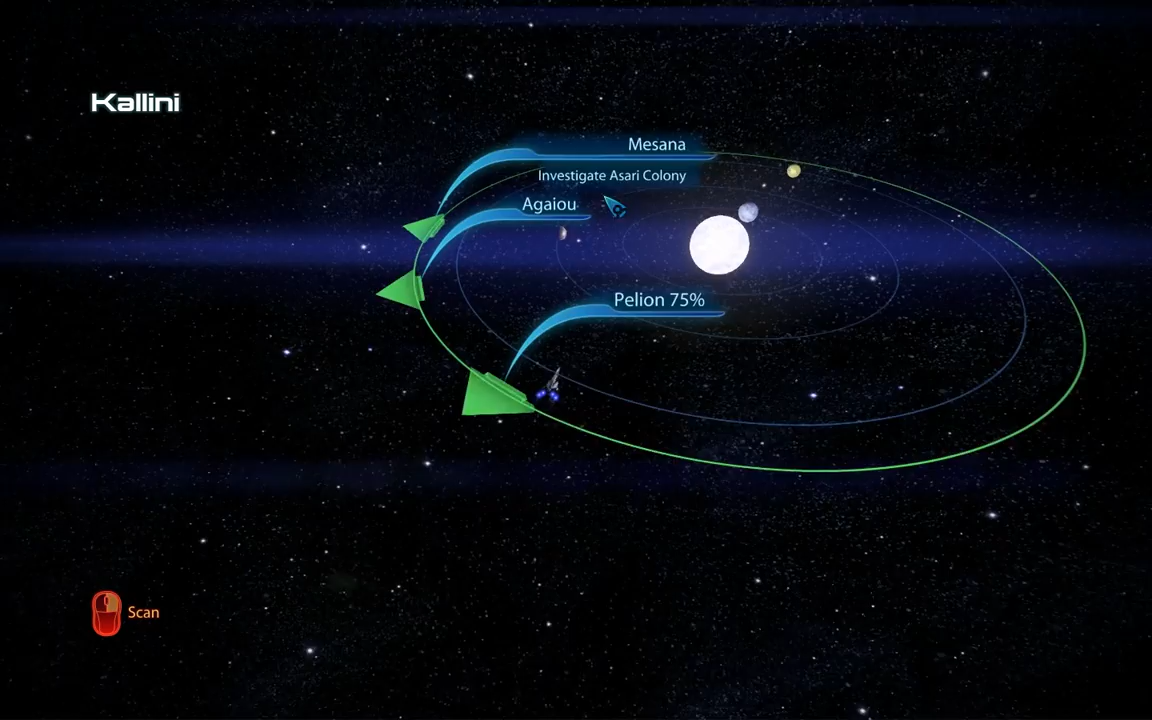 Kallini
Mesana
Investigate Asari Colony
Agaiou
Pelion 75%
Scan